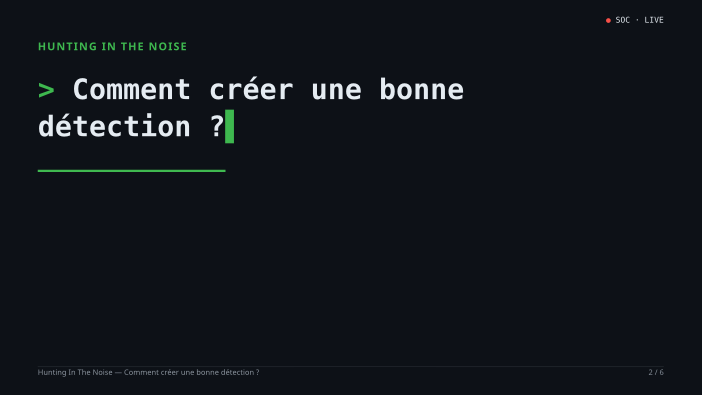 ● SOC · LIVE
HUNTING IN THE NOISE
> Comment créer une bonne
détection ?
Hunting In The Noise — Comment créer une bonne détection ?
2 / 6